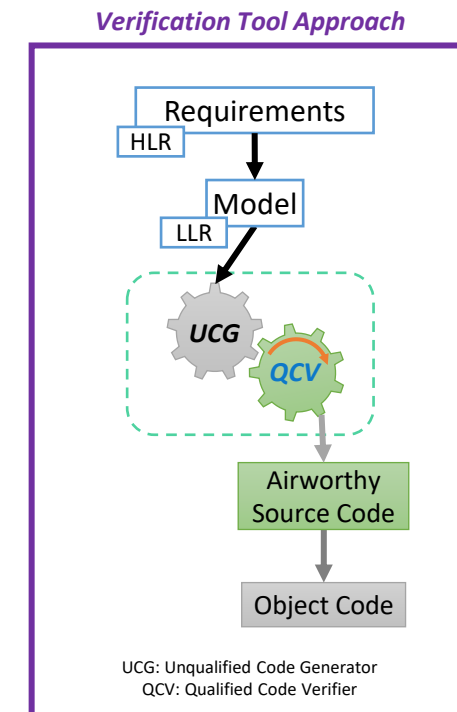 Verification Tool Approach
Requirements
HLR
Model
LLR
UCG
QCV
Airworthy
Source Code
Object Code
UCG: Unqualified Code Generator
QCV: Qualified Code Verifier